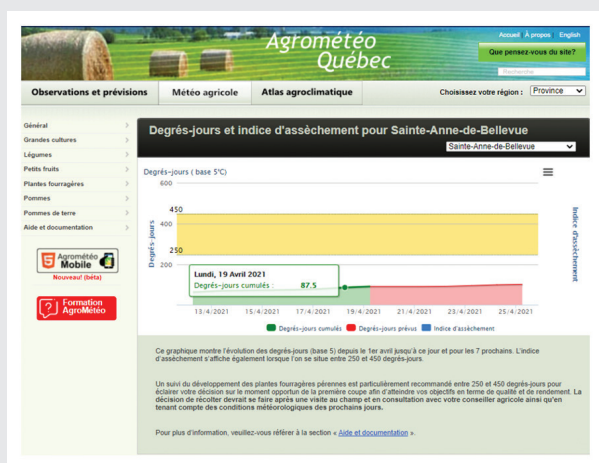 Agrométéo
Québec
Accueil | À propos | English
Que pensez-vous du site?
Recherche
Observations et prévisions
Météo agricole
Atlas agroclimatique
Choisissez votre région :
Province
Général
Grandes cultures
Légumes
Petits fruits
Plantes fourragères
Pommes
Pommes de terre
Aide et documentation
Agrométéo
Mobile
Nouveau! (béta)
Formation
AgroMétéo
Degrés-jours et indice d'assèchement pour Sainte-Anne-de-Bellevue
Sainte-Anne-de-Bellevue
Degrés-jours ( base 5°C)
600
450
400
250
200
Degrés-jours
Indice d'assèchement
Lundi, 19 Avril 2021
Degrés-jours cumulés : 87.5
13/4/2021 15/4/2021 17/4/2021 19/4/2021 21/4/2021 23/4/2021 25/4/2021
Degrés-jours cumulés Degrés-jours prévus Indice d'assèchement
Ce graphique montre l'évolution des degrés-jours (base 5) depuis le 1er avril jusqu'à ce jour et pour les 7 prochains. L'indice
d'assèchement s'affiche également lorsque l'on se situe entre 250 et 450 degrés-jours.
Un suivi du développement des plantes fourragères pérennes est particulièrement recommandé entre 250 et 450 degrés-jours pour
éclairer votre décision sur le moment opportun de la première coupe afin d'atteindre vos objectifs en terme de qualité et de rendement. La
décision de récolter devrait se faire après une visite au champ et en consultation avec votre conseiller agricole ainsi qu'en
tenant compte des conditions météorologiques des prochains jours.
Pour plus d'information, veuillez-vous référer à la section « Aide et documentation ».